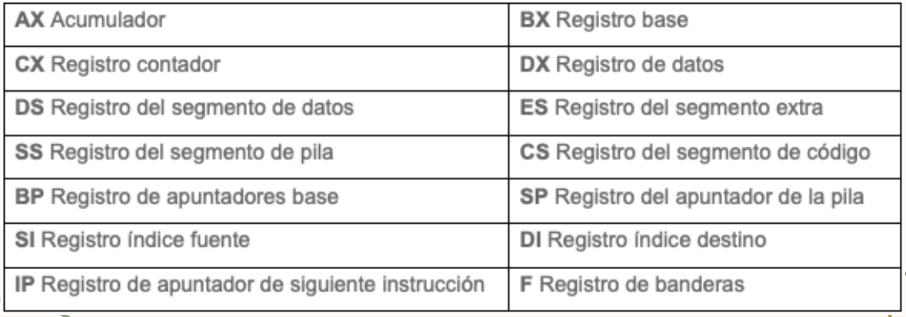 AX Acumulador
BX Registro base
CX Registro contador
DX Registro de datos
DS Registro del segmento de datos
ES Registro del segmento extra
SS Registro del segmento de pila
CS Registro del segmento de código
BP Registro de apuntadores base
SP Registro del apuntador de la pila
SI Registro índice fuente
DI Registro índice destino
IP Registro de apuntador de siguiente instrucción
F Registro de banderas